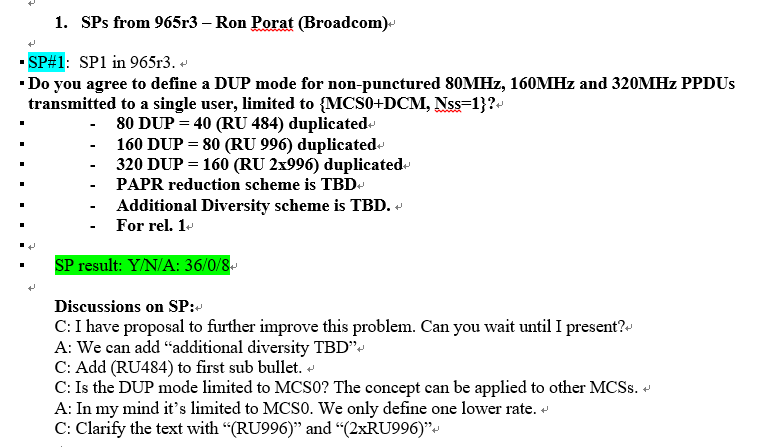 1. SPs from 965r3 – Ron Porat (Broadcom)
SP#1: SP1 in 965r3.
Do you agree to define a DUP mode for non-punctured 80MHz, 160MHz and 320MHz PPDUs
transmitted to a single user, limited to {MCS0+DCM, Nss=1}?
- 80 DUP = 40 (RU 484) duplicated
- 160 DUP = 80 (RU 996) duplicated
- 320 DUP = 160 (RU 2x996) duplicated
- PAPR reduction scheme is TBD
- Additional Diversity scheme is TBD.
- For rel. 1
SP result: Y/N/A: 36/0/8
Discussions on SP:
C: I have proposal to further improve this problem. Can you wait until I present?
A: We can add “additional diversity TBD”
C: Add (RU484) to first sub bullet.
C: Is the DUP mode limited to MCS0? The concept can be applied to other MCSs.
A: In my mind it’s limited to MCS0. We only define one lower rate.
C: Clarify the text with “(RU996)” and “(2xRU996)”